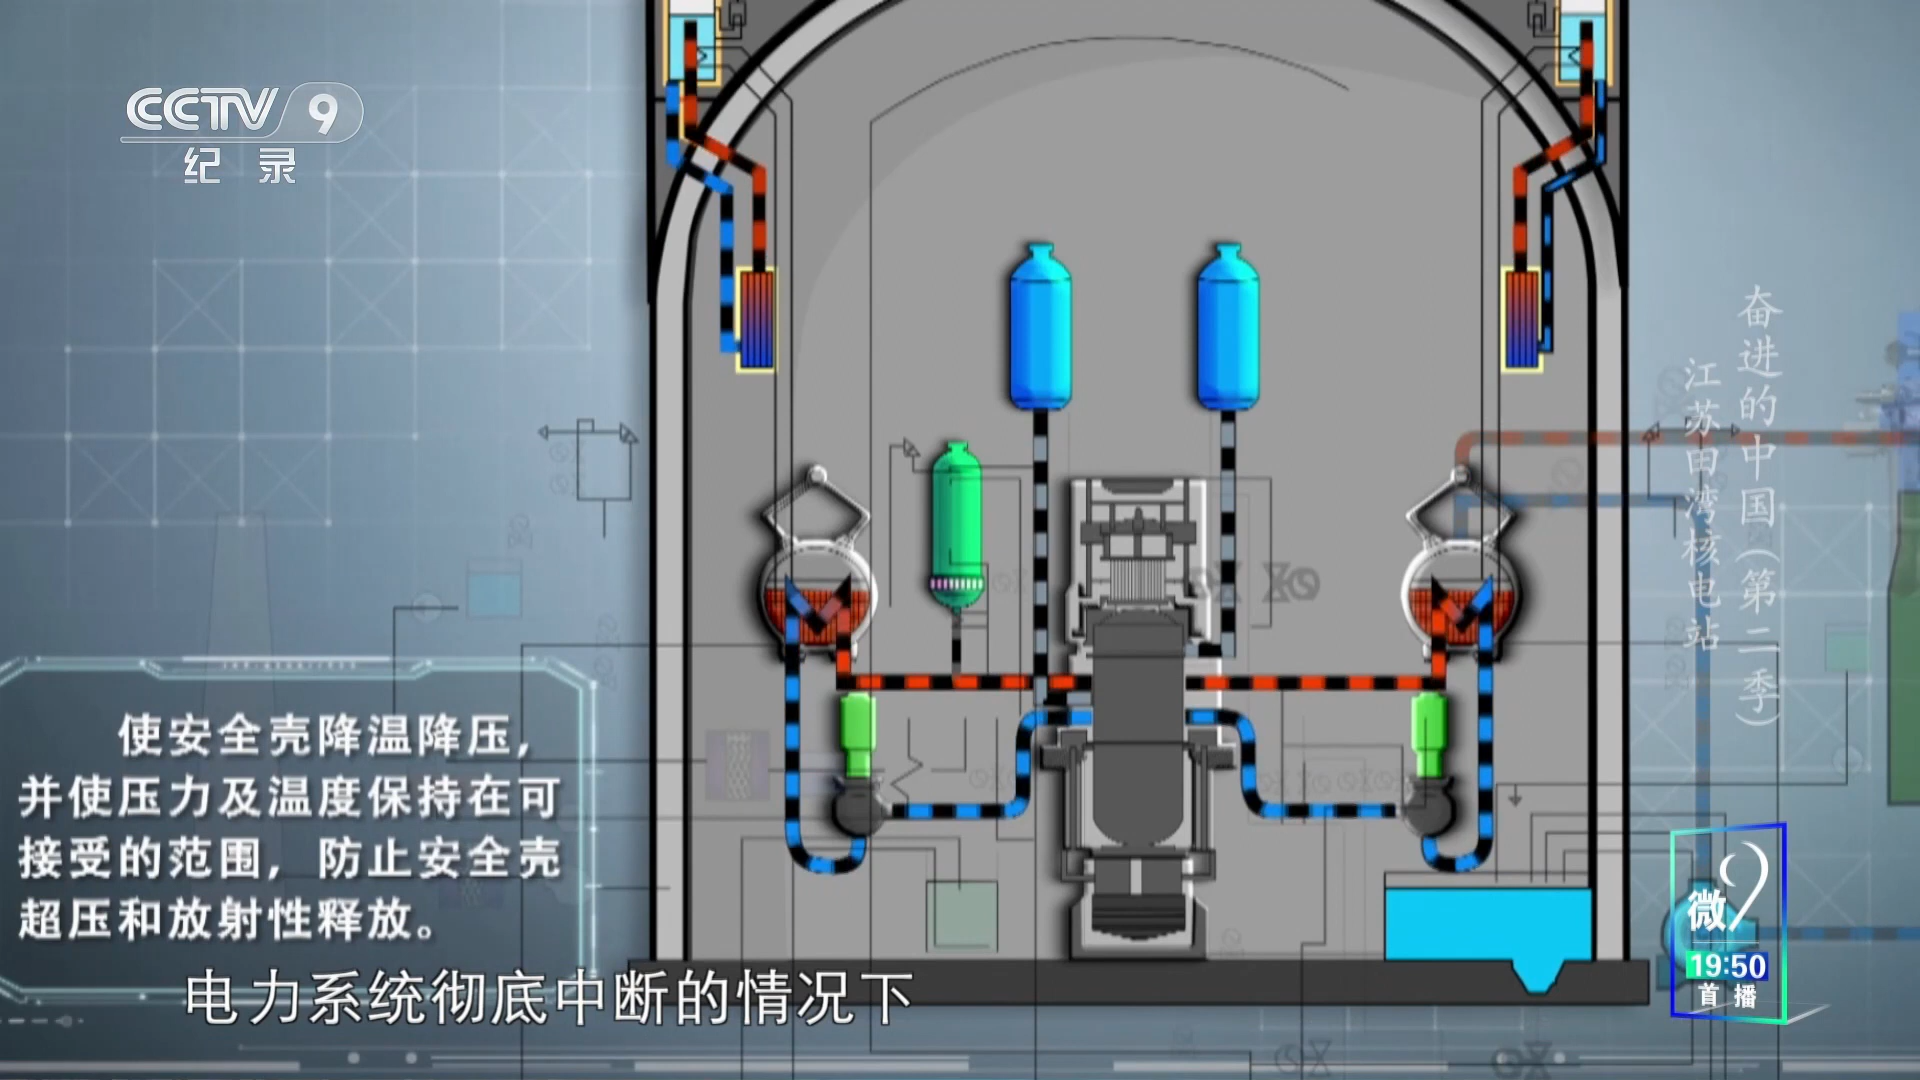 CCTV 9
纪 录
奋进的中国（第二季）
江苏田湾核电站
使安全壳降温降压，
并使压力及温度保持在可
接受的范围，防止安全壳
超压和放射性释放。
电力系统彻底中断的情况下
微9
19:50
首播